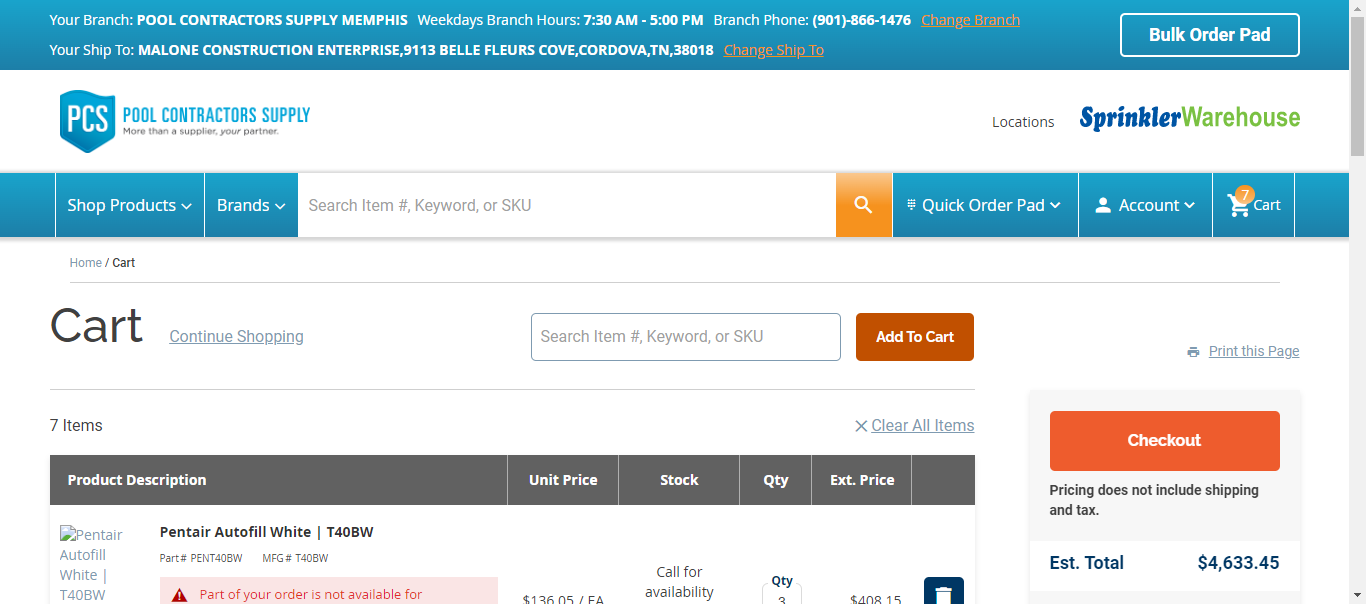 Your Branch: POOL CONTRACTORS SUPPLY MEMPHIS Weekdays Branch Hours: 7:30 AM - 5:00 PM Branch Phone: (901)-866-1476 Change Branch
Your Ship To: MALONE CONSTRUCTION ENTERPRISE,9113 BELLE FLEURS COVE,CORDOVA,TN,38018 Change Ship To
Bulk Order Pad
PCS POOL CONTRACTORS SUPPLY
More than a supplier, your partner.
Locations
SprinklerWarehouse
Shop Products Brands Search Item #, Keyword, or SKU Quick Order Pad Account 7 Cart
Home / Cart
Cart Continue Shopping Search Item #, Keyword, or SKU Add To Cart
Print this Page
7 Items Clear All Items
Checkout
Pricing does not include shipping
and tax.
Est. Total $4,633.45
Product Description Unit Price Stock Qty Ext. Price
Pentair
Autofill
White |
T40BW
Pentair Autofill White | T40BW
Part# PENT40BW MFG# T40BW
Part of your order is not available for
$136.05 / EA
Call for
availability
Qty
3
$408.15